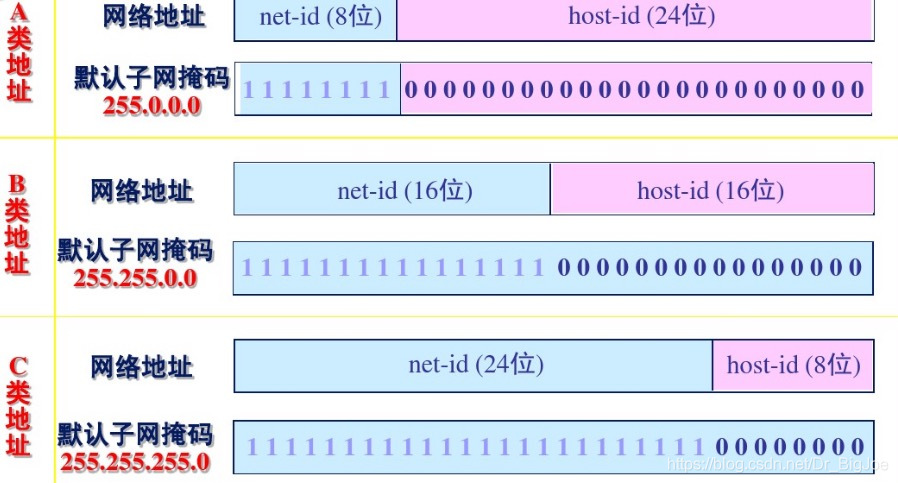 A类地址
网络地址
net-id (8位)
host-id (24位)
默认子网掩码
255.0.0.0
1 1 1 1 1 1 1 1 0 0 0 0 0 0 0 0 0 0 0 0 0 0 0 0 0 0 0 0 0 0 0 0
B类地址
网络地址
net-id (16位)
host-id (16位)
默认子网掩码
255.255.0.0
1 1 1 1 1 1 1 1 1 1 1 1 1 1 1 1 0 0 0 0 0 0 0 0 0 0 0 0 0 0 0 0
C类地址
网络地址
net-id (24位)
host-id (8位)
默认子网掩码
255.255.255.0
1 1 1 1 1 1 1 1 1 1 1 1 1 1 1 1 1 1 1 1 1 1 1 1 0 0 0 0 0 0 0 0
https://blog.csdn.net/Dr_BigJoe